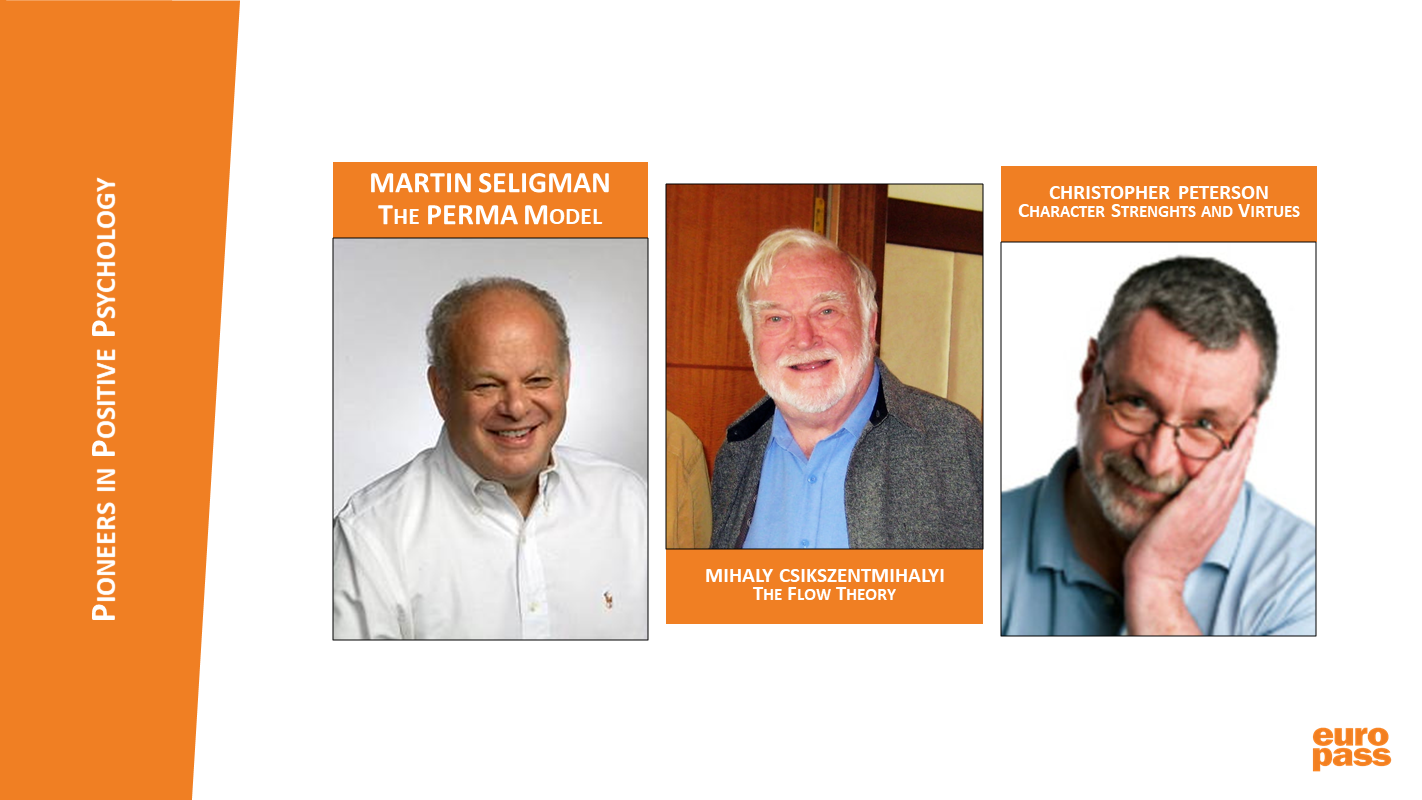 Pioneers in Positive Psychology
MARTIN SELIGMAN
The PERMA Model
MIHALY CSIKSZENTMIHALYI
The Flow Theory
CHRISTOPHER PETERSON
Character Strenghts and Virtues
euro
pass